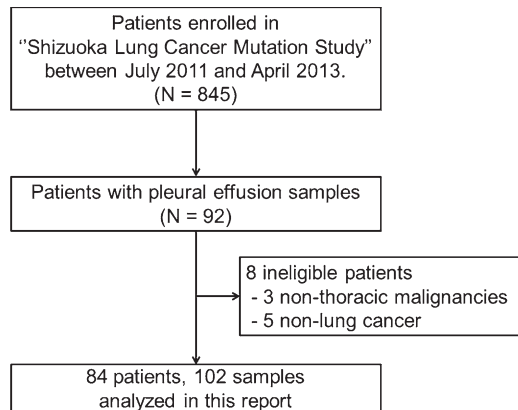 Patients enrolled in
‘’Shizuoka Lung Cancer Mutation Study”
between July 2011 and April 2013.
(N = 845)
Patients with pleural effusion samples
(N = 92)
8 ineligible patients
- 3 non-thoracic malignancies
- 5 non-lung cancer
84 patients, 102 samples
analyzed in this report